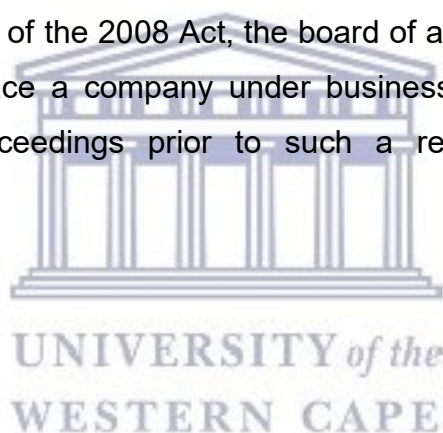 of the 2008 Act, the board of a
ce a company under business
ceedings prior to such a re
UNIVERSITY of the
WESTERN CAPE